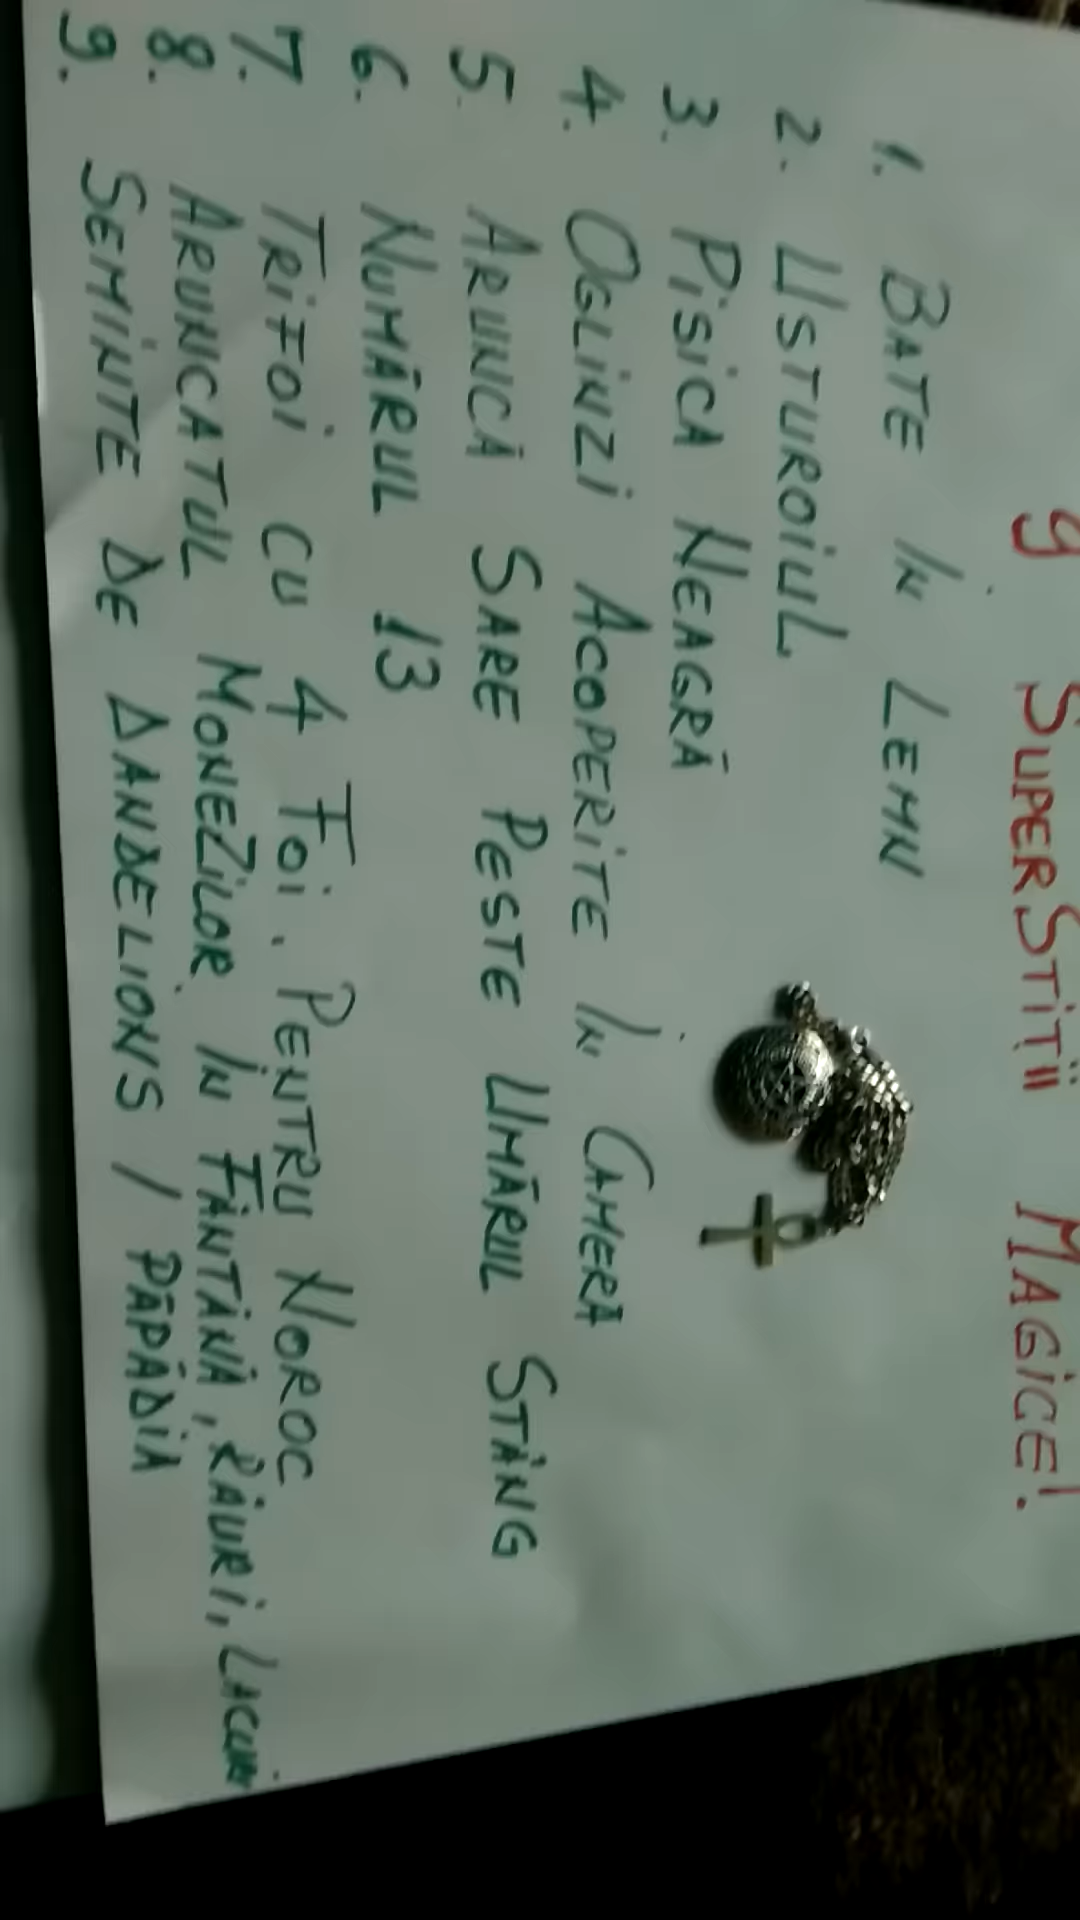 9 SUPERSTIȚII MAGICE!
1. BATE ÎN LEMN
2. USTUROIUL
3. PISICA NEAGRĂ
4. OGLINZI ACOPERITE ÎN CAMERĂ
5. ARUNCĂ SARE PESTE UMĂRUL STÂNG
6. NUMĂRUL 13
7. TRIFOI CU 4 FOI. PENTRU NOROC
8. ARUNCATUL MONEZILOR ÎN FÂNTÂNĂ, RÂURI, LACURI
9. SEMINTE DE DANDELIONS / PĂPĂDIA